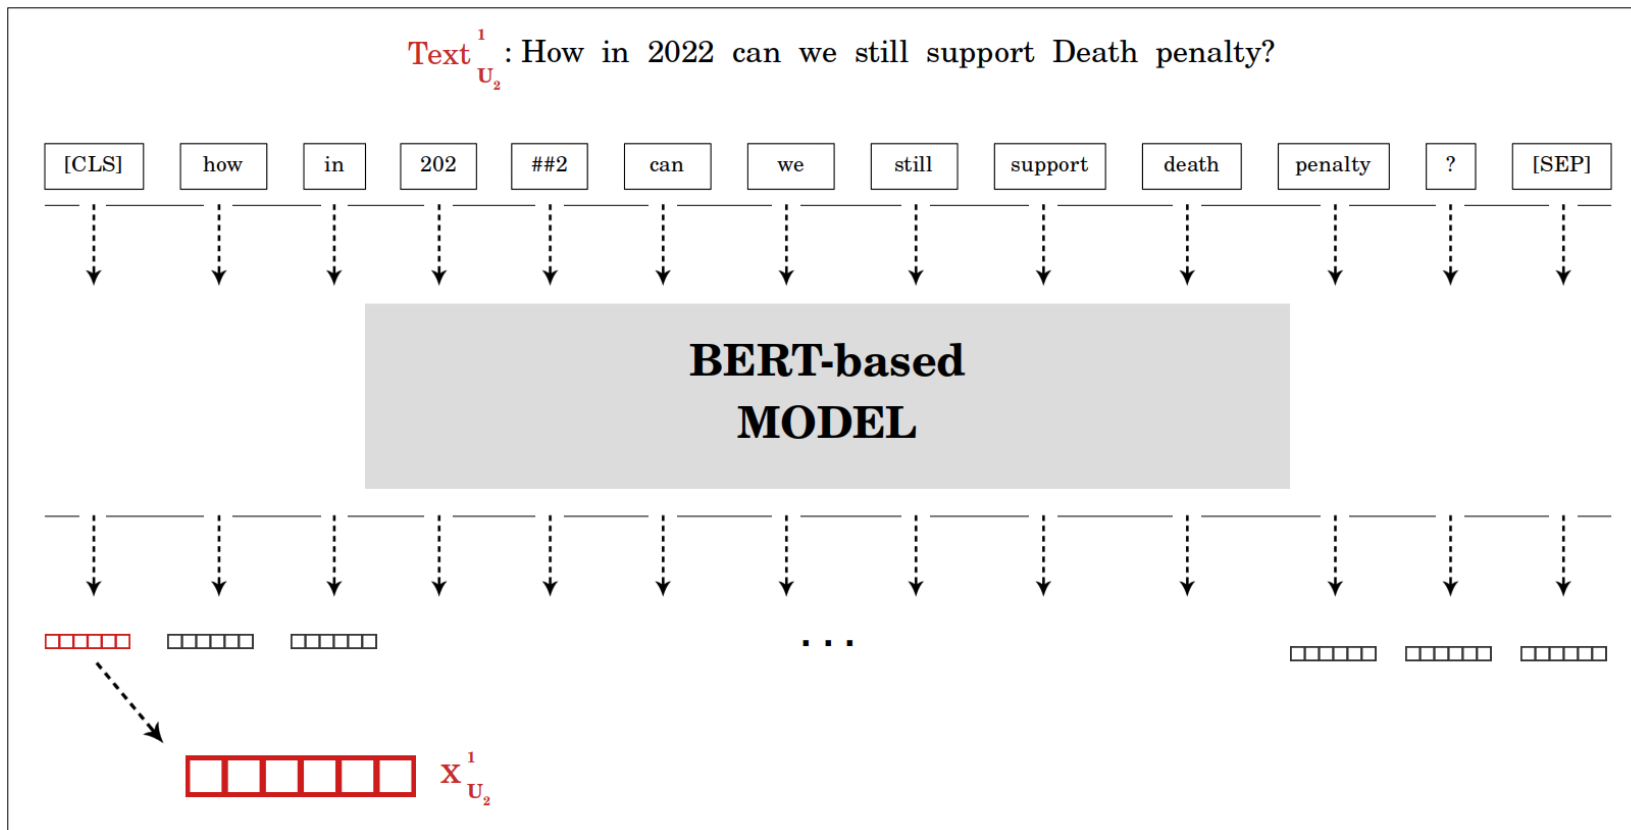 Text 1 U2 : How in 2022 can we still support Death penalty?
[CLS] how in 202 ##2 can we still support death penalty ? [SEP]
BERT-based
MODEL
...
x 1 U2